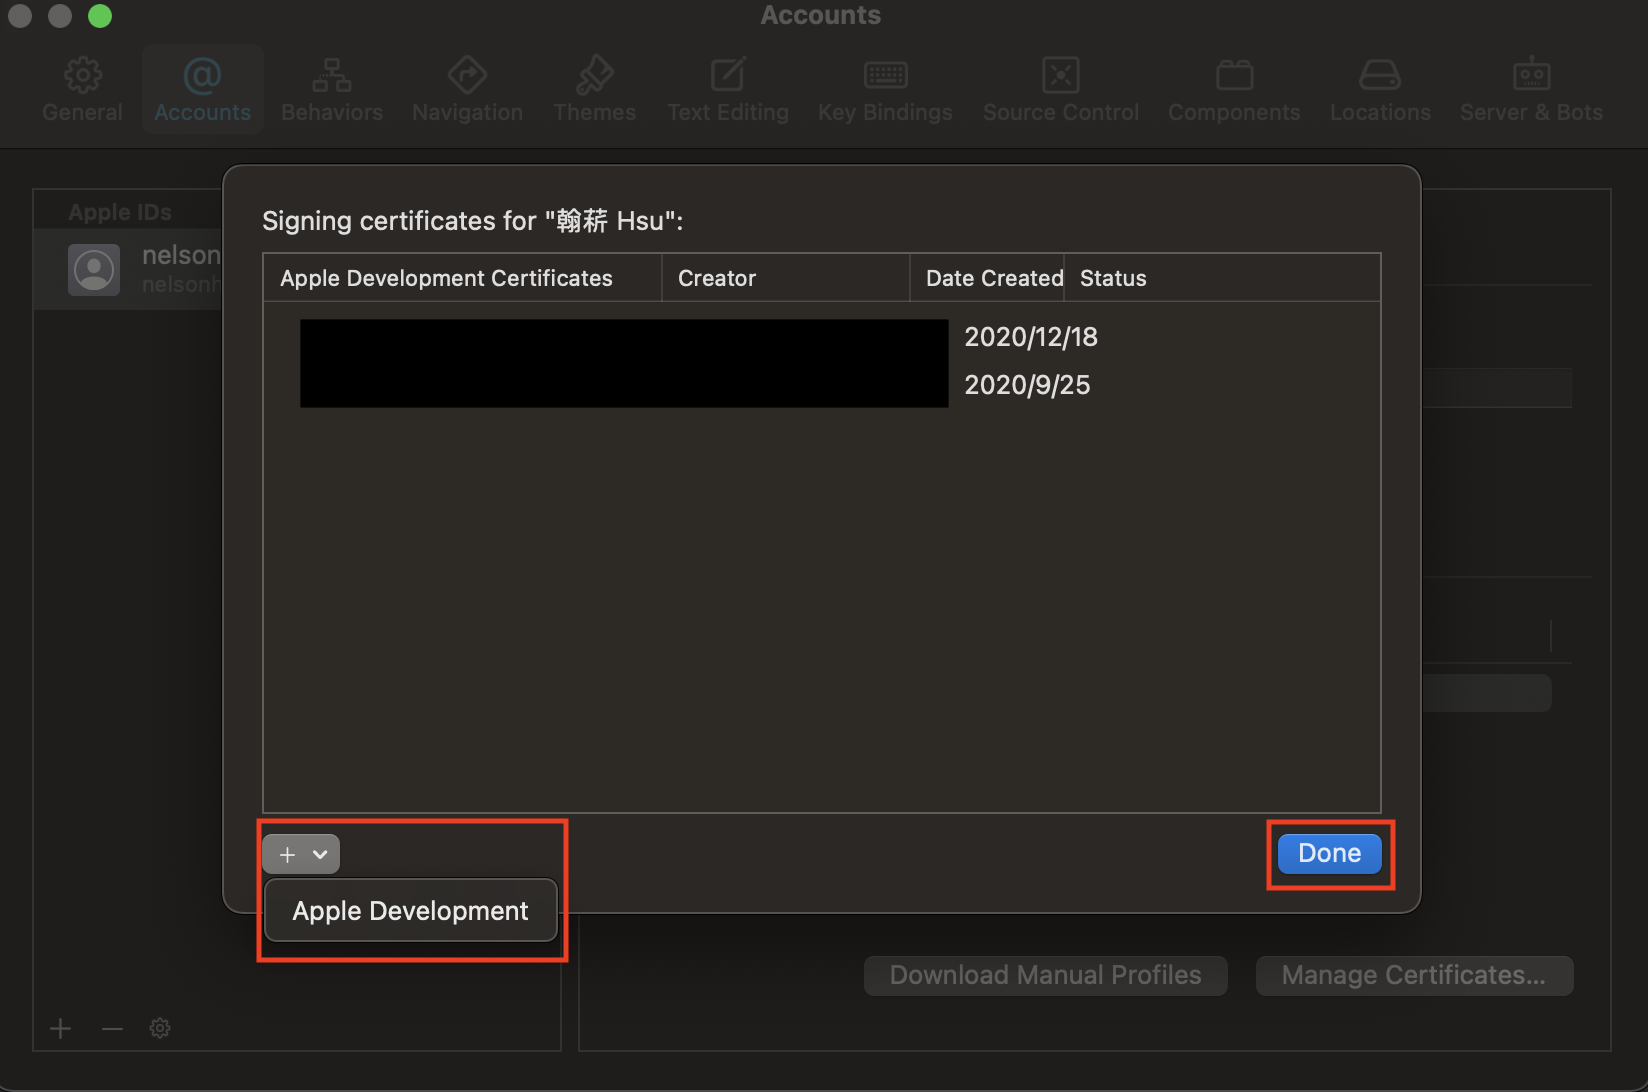 Accounts
General
Accounts
Behaviors
Navigation
Themes
Text Editing
Key Bindings
Source Control
Components
Locations
Server & Bots
Apple IDs
nelson
nelsonh
Signing certificates for "翰菥 Hsu":
Apple Development Certificates
Creator
Date Created
Status
2020/12/18
2020/9/25
Done
Apple Development
Download Manual Profiles
Manage Certificates...